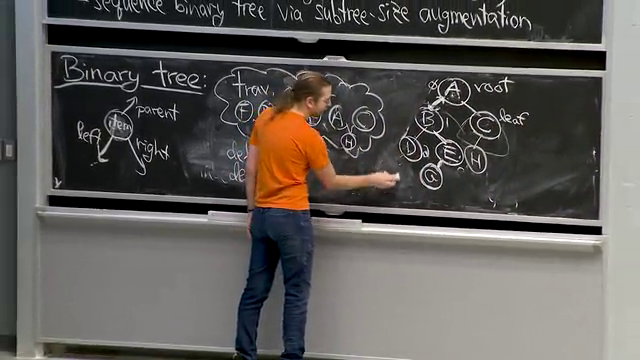 sequence binary tree via subtree-size augmentation
Binary tree:
item
parent
left
right
trav.
F
A
C
H
A root
B
C leaf
D
E
H
G